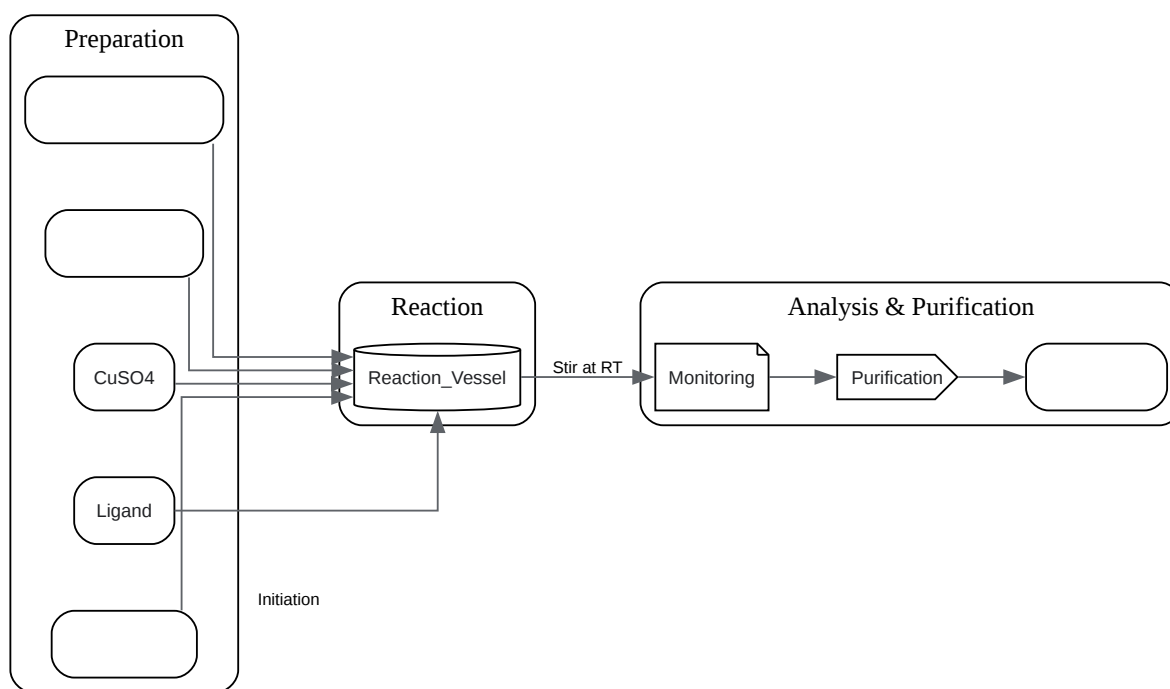 Preparation
CuSO4
Ligand
Initiation
Reaction
Reaction_Vessel
Stir at RT
Analysis & Purification
Monitoring
Purification